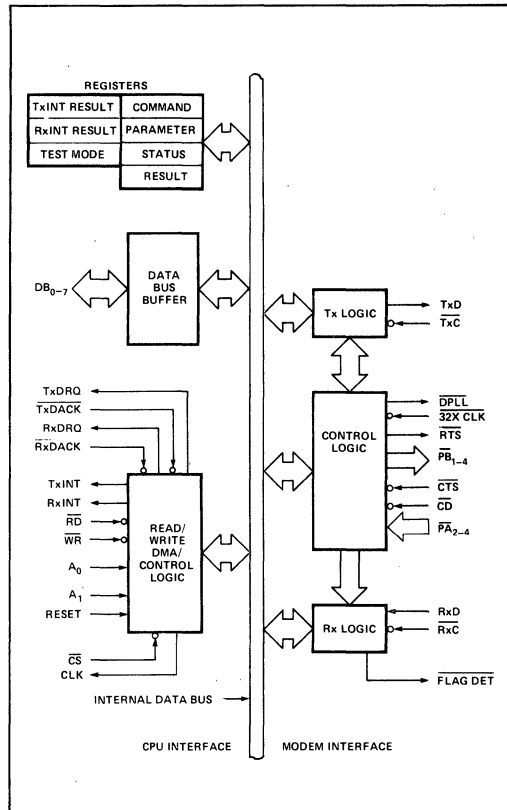 REGISTERS
TxINT RESULT COMMAND
RxINT RESULT PARAMETER
TEST MODE STATUS
RESULT
DB0–7
DATA
BUS
BUFFER
Tx LOGIC
TxD
TxC
TxDRQ
TxDACK
RxDRQ
RxDACK
TxINT
RxINT
RD
WR
A0
A1
RESET
CS
CLK
READ/
WRITE
DMA/
CONTROL
LOGIC
CONTROL
LOGIC
DPLL
32X CLK
RTS
PB1–4
CTS
CD
PA2–4
Rx LOGIC
RxD
RxC
FLAG DET
INTERNAL DATA BUS
CPU INTERFACE
MODEM INTERFACE